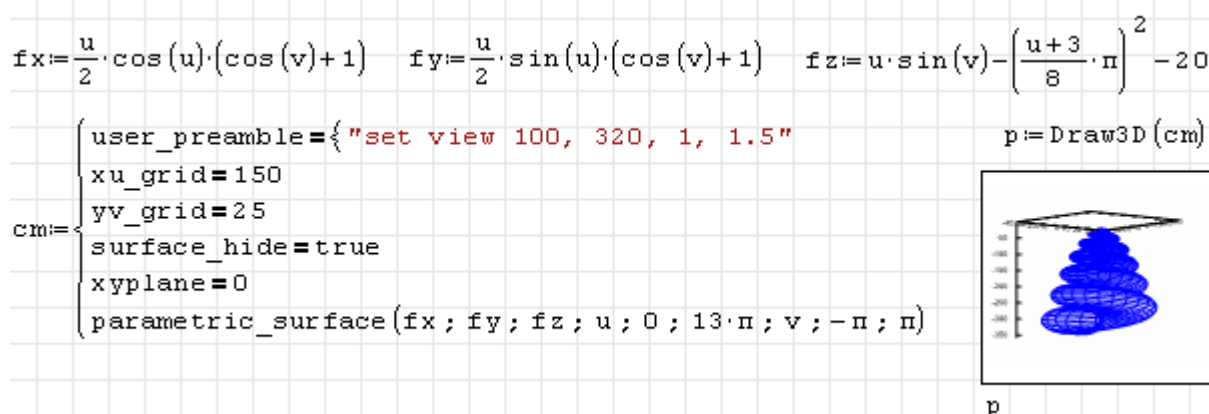 fx:=u/2·cos(u)·(cos(v)+1) fy:=u/2·sin(u)·(cos(v)+1) fz:=u·sin(v)-((u+3)/8·π)^2-20
user_preamble={"set view 100, 320, 1, 1.5"
xu_grid=150
yv_grid=25
cm:={
surface_hide=true
xyplane=0
parametric_surface(fx ; fy ; fz ; u ; 0 ; 13·π ; v ; -π ; π)
p:=Draw3D(cm)
p